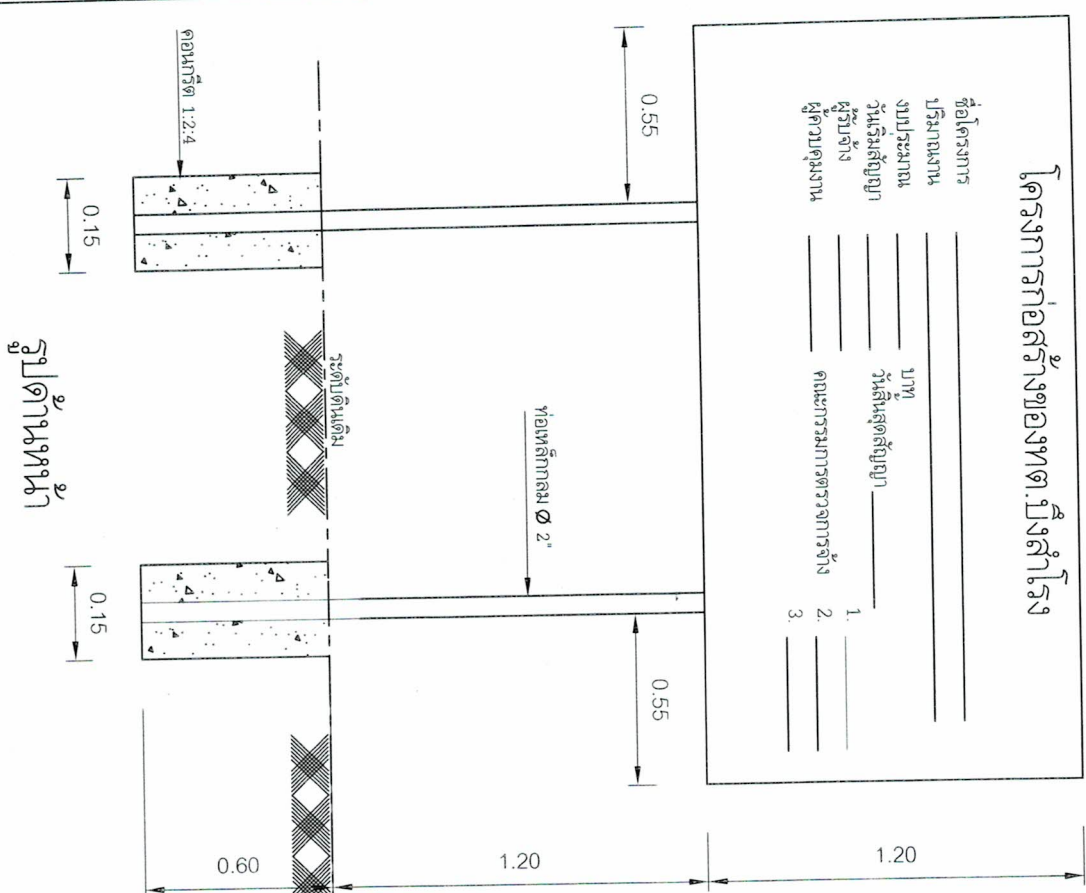 โครงการก่อสร้างของทต.บึงสำโรง
ชื่อโครงการ
ปริมาณงาน
งบประมาณ บาท
วันเริ่มสัญญา วันสิ้นสุดสัญญา
ผู้รับจ้าง
ผู้ควบคุมงาน คณะกรรมการตรวจการจ้าง
1.
2.
3.
1.20
0.55
0.55
ท่อเหล็กกลม Ø 2"
1.20
ระดับดินเดิม
คอนกรีต 1:2:4
0.60
0.15
0.15
รูปด้านหน้า